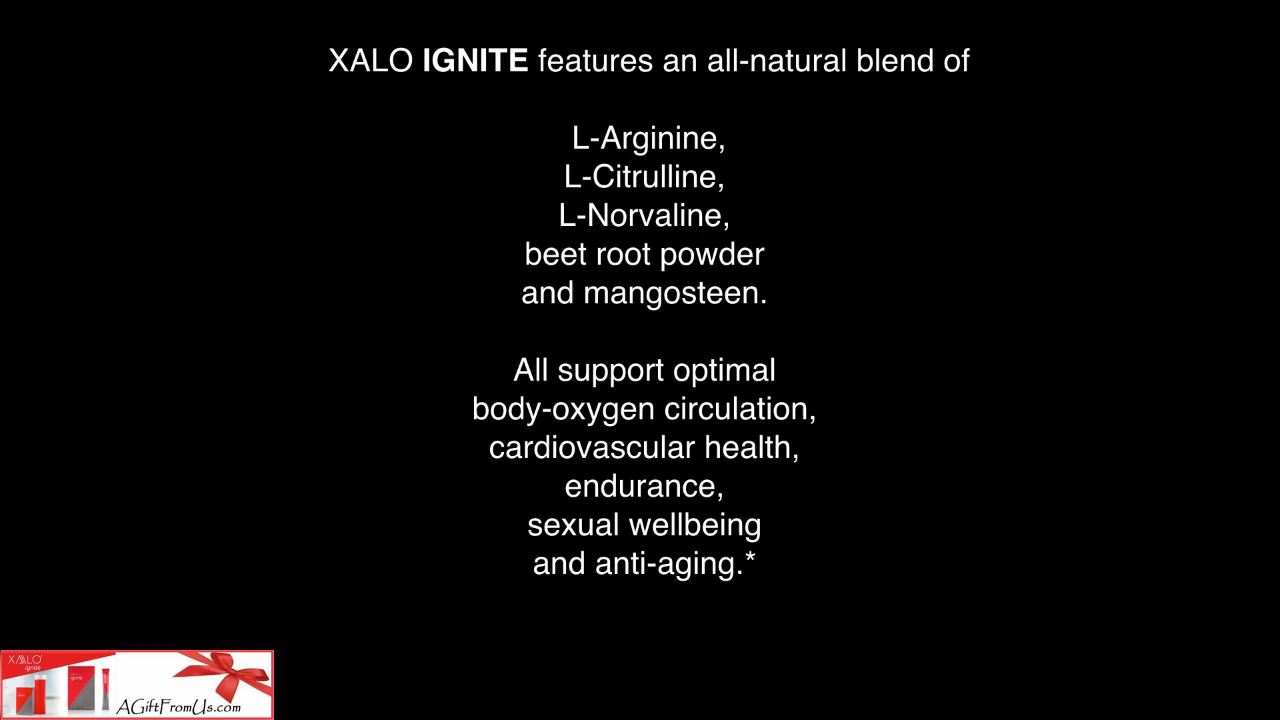 XALO IGNITE features an all-natural blend of
L-Arginine,
L-Citrulline,
L-Norvaline,
beet root powder
and mangosteen.
All support optimal
body-oxygen circulation,
cardiovascular health,
endurance,
sexual wellbeing
and anti-aging.*
XALO
ignite
AGiftFromUs.com